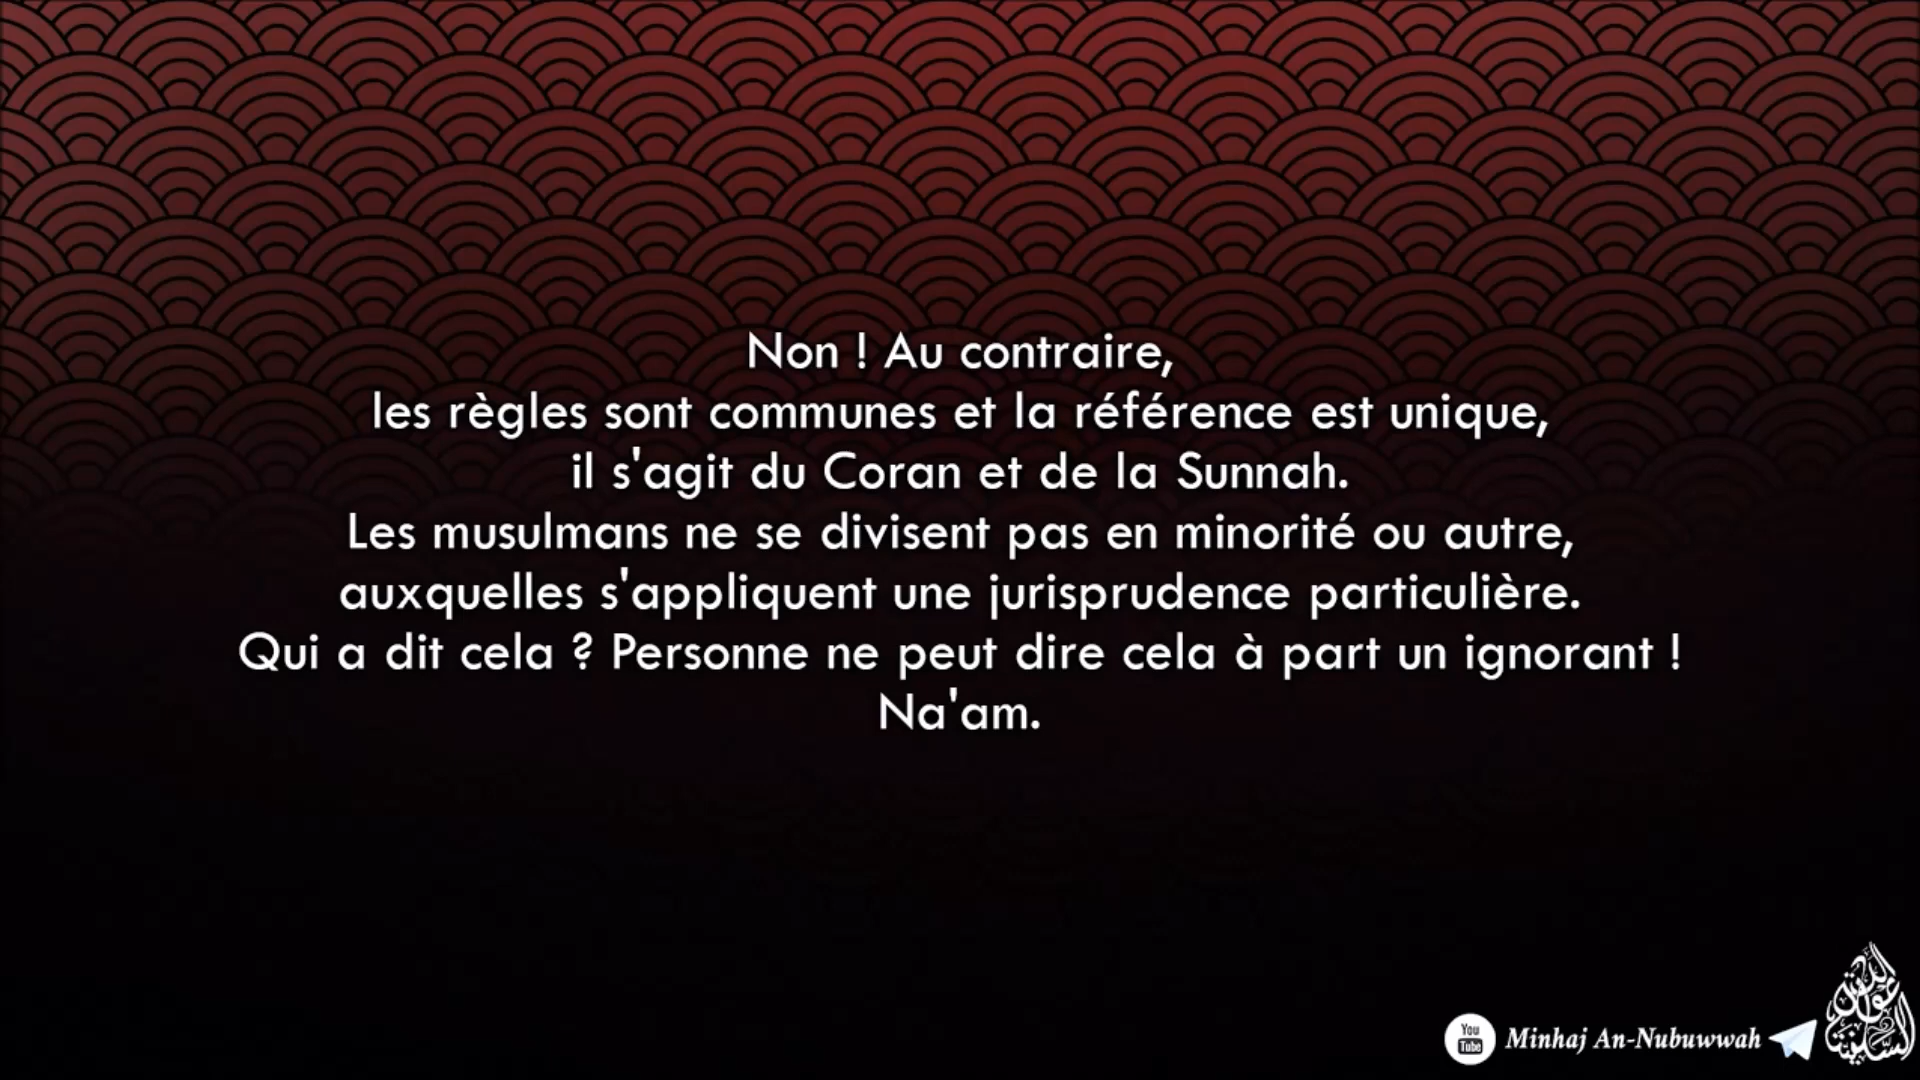 Non ! Au contraire,
les règles sont communes et la référence est unique,
il s'agit du Coran et de la Sunnah.
Les musulmans ne se divisent pas en minorité ou autre,
auxquelles s'appliquent une jurisprudence particulière.
Qui a dit cela ? Personne ne peut dire cela à part un ignorant !
Na'am.
You
Tube
Minhaj An-Nubuwwah